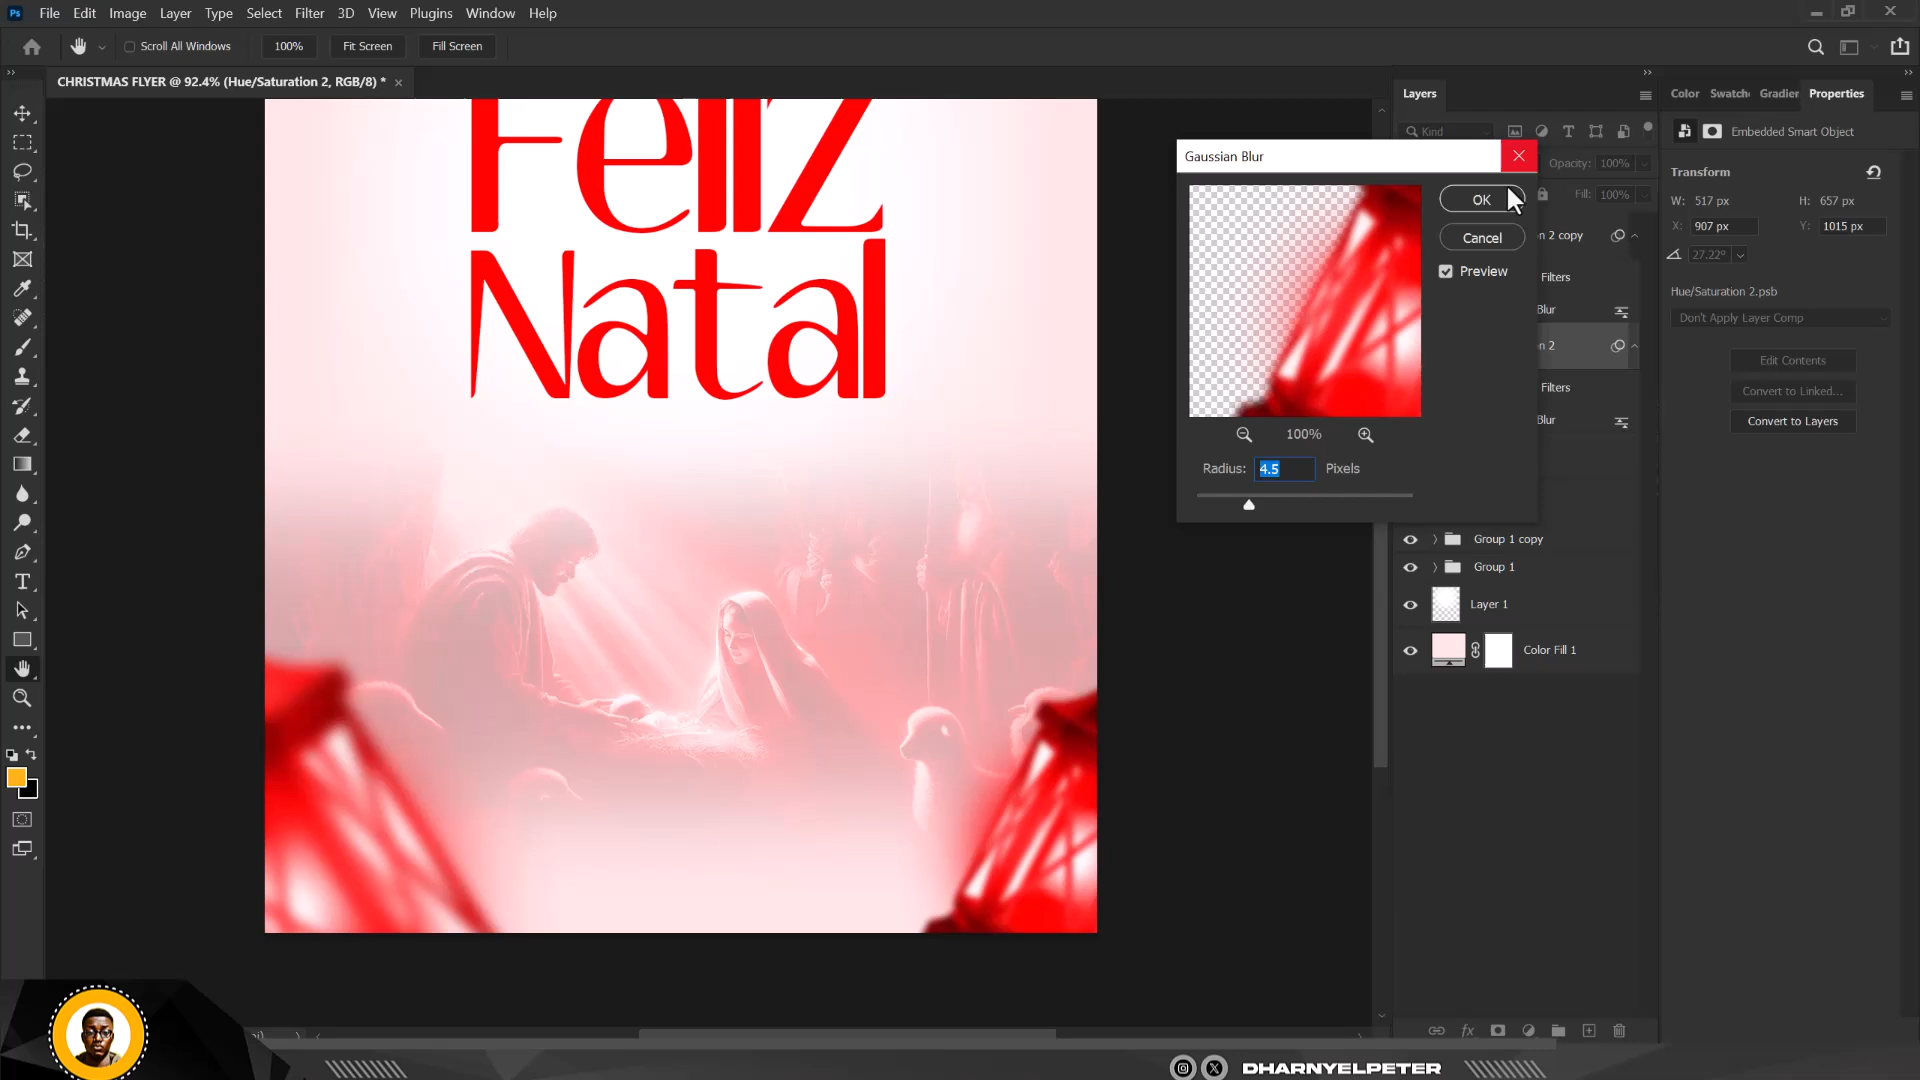 Ps File Edit Image Layer Type Select Filter 3D View Plugins Window Help
Scroll All Windows 100% Fit Screen Fill Screen
CHRISTMAS FLYER @ 92.4% (Hue/Saturation 2, RGB/8) * ×
Feliz
Natal
Gaussian Blur
OK
Cancel
Preview
100%
Radius: 4.5 Pixels
Layers
Kind
Opacity: 100%
Fill: 100%
n 2 copy
Filters
Blur
n 2
Filters
Blur
Group 1 copy
Group 1
Layer 1
Color Fill 1
fx
Color Swatch Gradier Properties
Embedded Smart Object
Transform
W: 517 px H: 657 px
X: 907 px Y: 1015 px
27.22°
Hue/Saturation 2.psb
Don't Apply Layer Comp
Edit Contents
Convert to Linked...
Convert to Layers
DHARNYELPETER